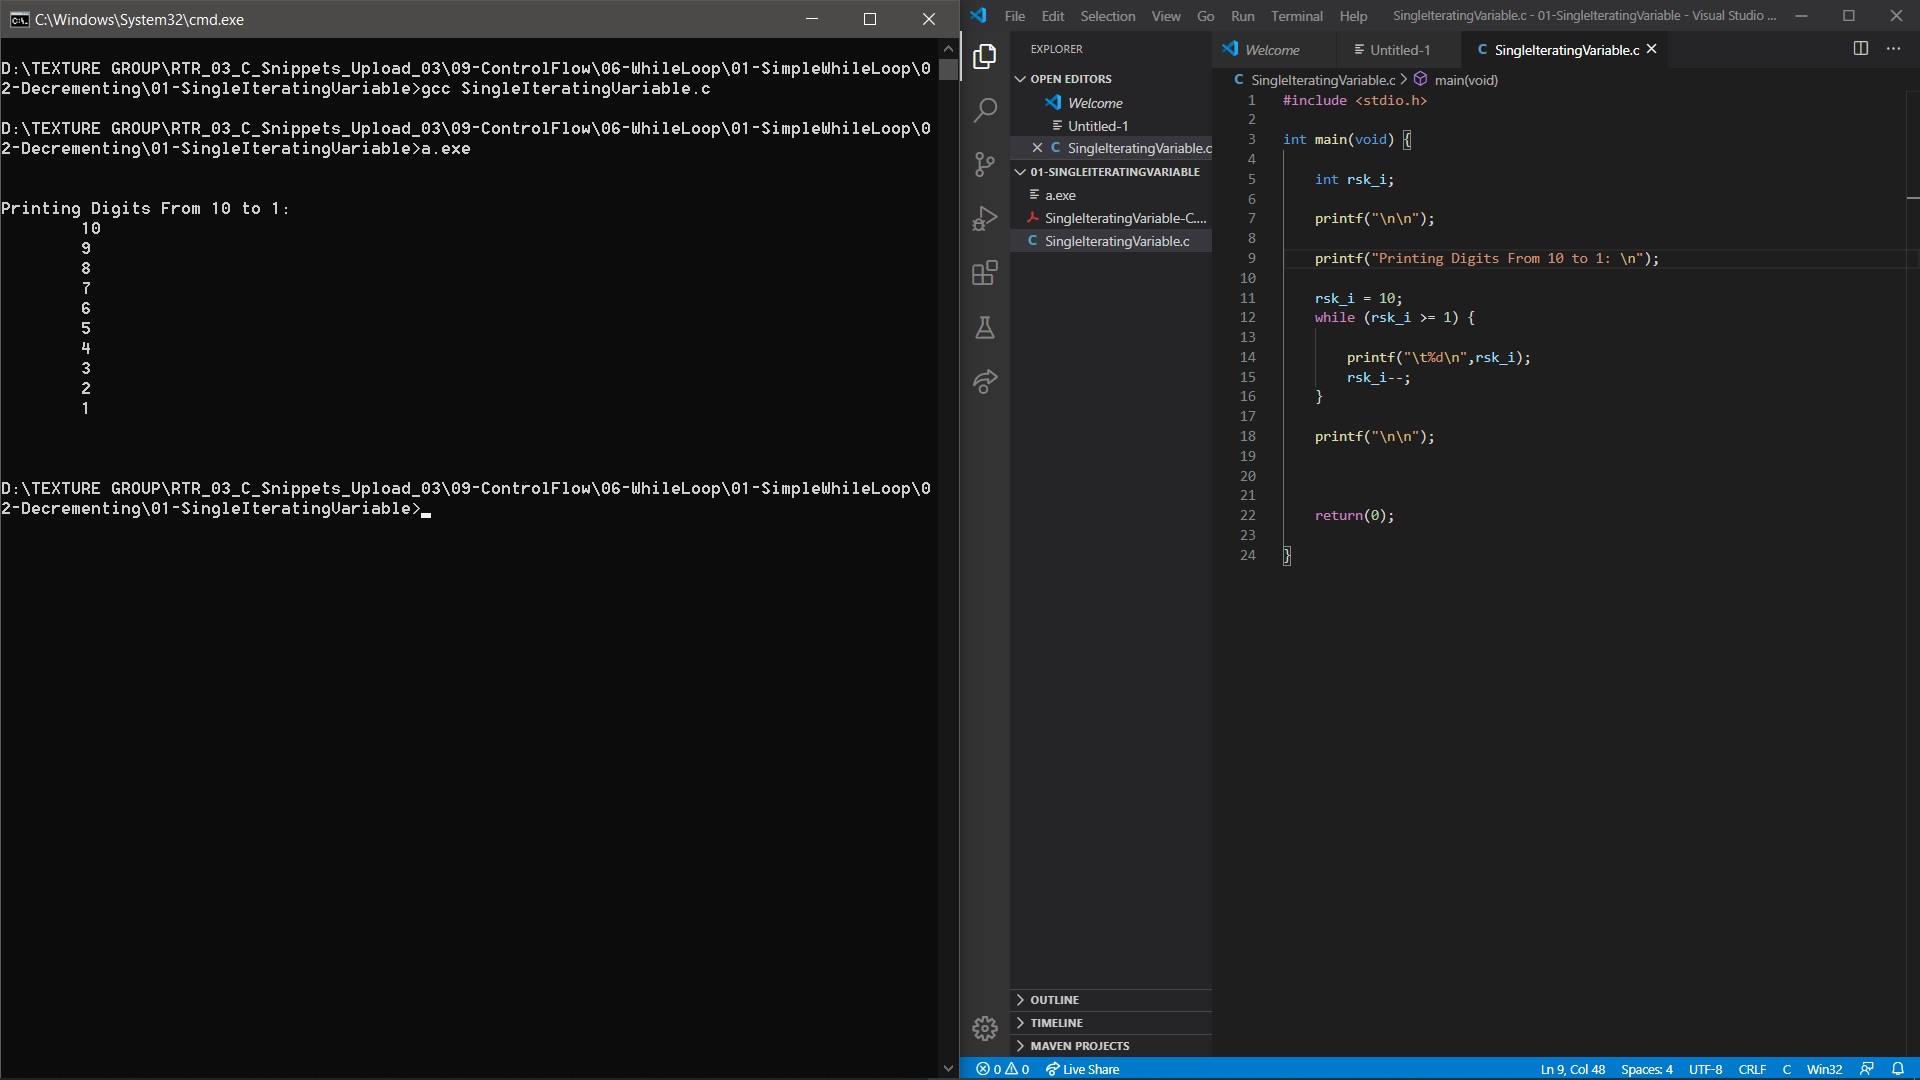 C:\Windows\System32\cmd.exe
D:\TEXTURE GROUP\RTR_03_C_Snippets_Upload_03\09-ControlFlow\06-WhileLoop\01-SimpleWhileLoop\0
2-Decrementing\01-SingleIteratingVariable>gcc SingleIteratingVariable.c
D:\TEXTURE GROUP\RTR_03_C_Snippets_Upload_03\09-ControlFlow\06-WhileLoop\01-SimpleWhileLoop\0
2-Decrementing\01-SingleIteratingVariable>a.exe
Printing Digits From 10 to 1:
10
9
8
7
6
5
4
3
2
1
D:\TEXTURE GROUP\RTR_03_C_Snippets_Upload_03\09-ControlFlow\06-WhileLoop\01-SimpleWhileLoop\0
2-Decrementing\01-SingleIteratingVariable>
File Edit Selection View Go Run Terminal Help SingleIteratingVariable.c - 01-SingleIteratingVariable - Visual Studio ...
EXPLORER
OPEN EDITORS
Welcome
Untitled-1
SingleIteratingVariable.c
01-SINGLEITERATINGVARIABLE
a.exe
SingleIteratingVariable-C....
SingleIteratingVariable.c
OUTLINE
TIMELINE
MAVEN PROJECTS
Welcome Untitled-1 SingleIteratingVariable.c
SingleIteratingVariable.c > main(void)
1 #include <stdio.h>
2
3 int main(void) {
4
5 int rsk_i;
6
7 printf("\n\n");
8
9 printf("Printing Digits From 10 to 1: \n");
10
11 rsk_i = 10;
12 while (rsk_i >= 1) {
13
14 printf("\t%d\n",rsk_i);
15 rsk_i--;
16 }
17
18 printf("\n\n");
19
20
21
22 return(0);
23
24 }
0 0 Live Share Ln 9, Col 48 Spaces: 4 UTF-8 CRLF C Win32